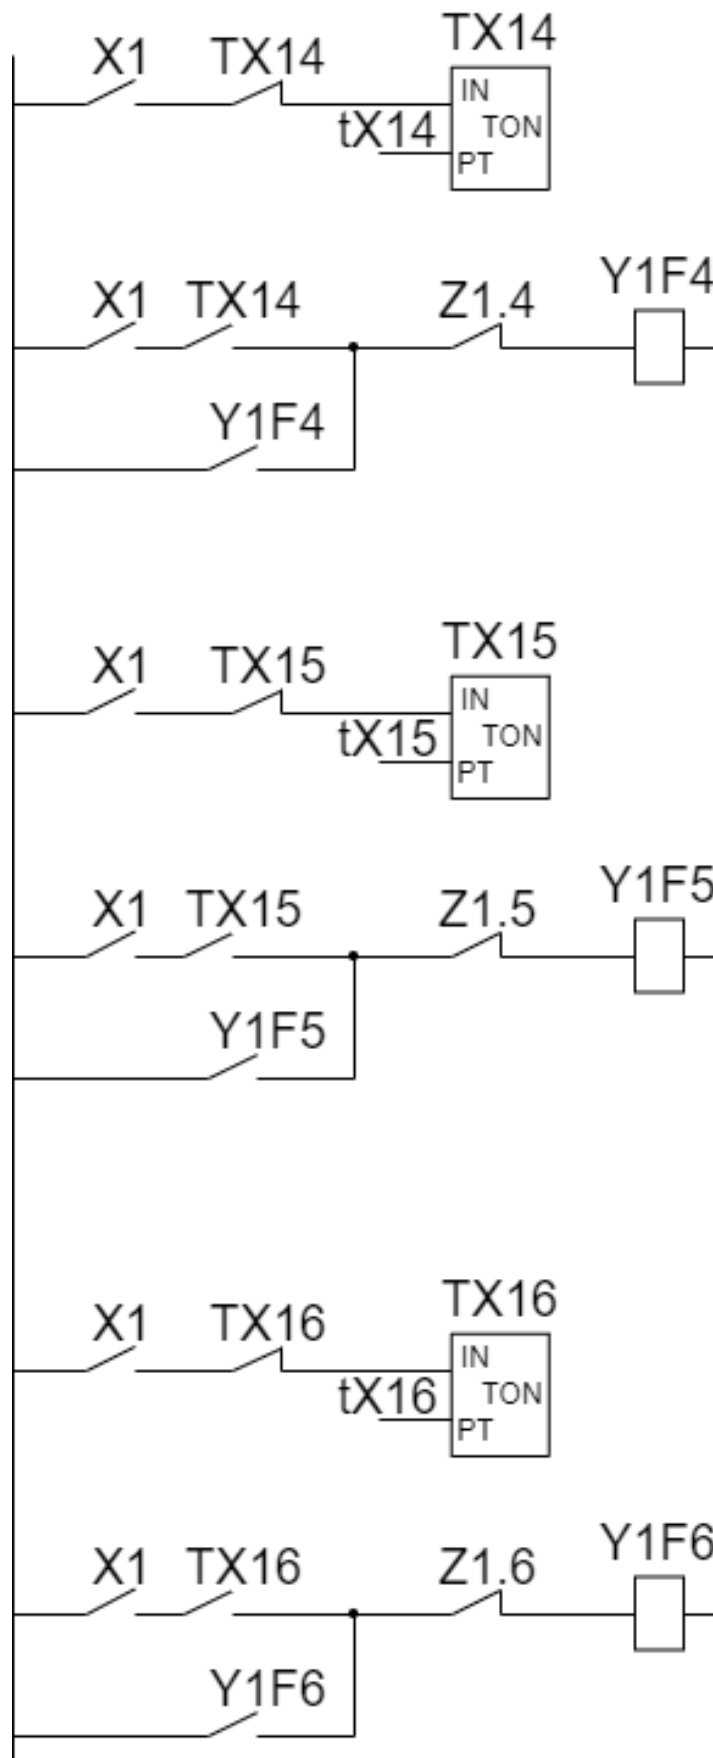 X1 TX14 TX14
IN
tX14 TON
PT
Y1F4
X1 TX14 Z1.4
Y1F4
X1 TX15 TX15
IN
tX15 TON
PT
Y1F5
X1 TX15 Z1.5
Y1F5
X1 TX16 TX16
IN
tX16 TON
PT
Y1F6
X1 TX16 Z1.6
Y1F6